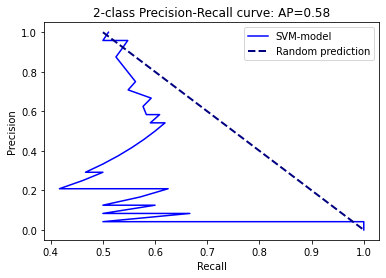 2-class Precision-Recall curve: AP=0.58
SVM-model
Random prediction
Precision
1.0
0.8
0.6
0.4
0.2
0.0
0.4
0.5
0.6
0.7
0.8
0.9
1.0
Recall